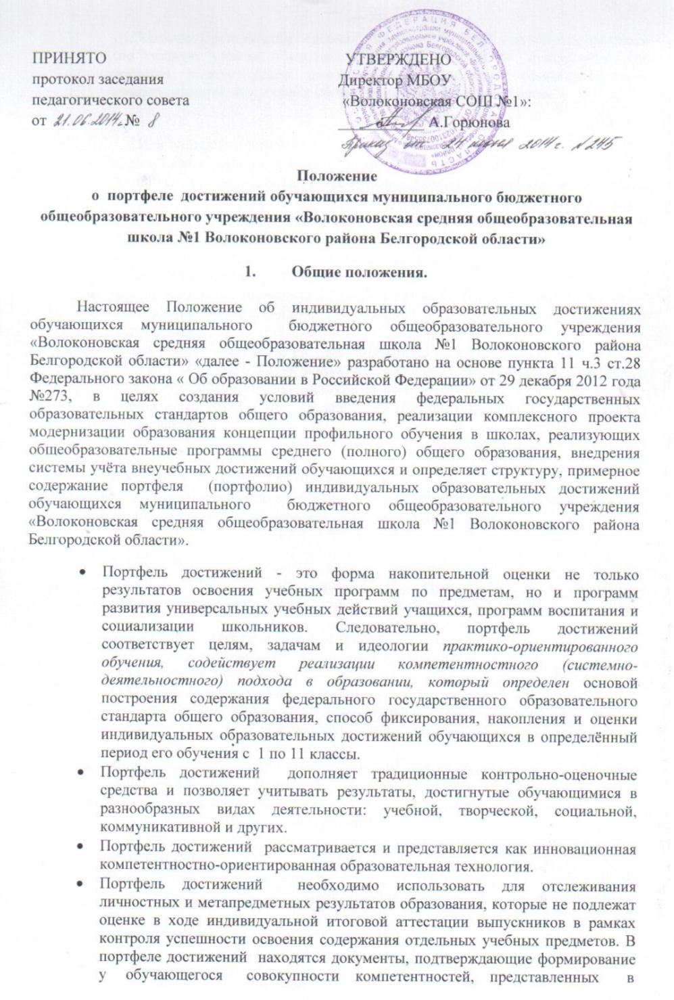 ПРИНЯТО
УТВЕРЖДЕНО
протокол заседания
Директор МБОУ
педагогического совета
«Волоконовская СОШ №1»:
от 21.06.2014г. № 8
А.Горюнова
Приказ от 24 июня 2014 г. №245
Положение
о портфеле достижений обучающихся муниципального бюджетного
общеобразовательного учреждения «Волоконовская средняя общеобразовательная
школа №1 Волоконовского района Белгородской области»
1. Общие положения.
Настоящее Положение об индивидуальных образовательных достижениях
обучающихся муниципального бюджетного общеобразовательного учреждения
«Волоконовская средняя общеобразовательная школа №1 Волоконовского района
Белгородской области» «далее - Положение» разработано на основе пункта 11 ч.3 ст.28
Федерального закона « Об образовании в Российской Федерации» от 29 декабря 2012 года
№273, в целях создания условий введения федеральных государственных
образовательных стандартов общего образования, реализации комплексного проекта
модернизации образования концепции профильного обучения в школах, реализующих
общеобразовательные программы среднего (полного) общего образования, внедрения
системы учёта внеучебных достижений обучающихся и определяет структуру, примерное
содержание портфеля (портфолио) индивидуальных образовательных достижений
обучающихся муниципального бюджетного общеобразовательного учреждения
«Волоконовская средняя общеобразовательная школа №1 Волоконовского района
Белгородской области».
• Портфель достижений - это форма накопительной оценки не только
результатов освоения учебных программ по предметам, но и программ
развития универсальных учебных действий учащихся, программ воспитания и
социализации школьников. Следовательно, портфель достижений
соответствует целям, задачам и идеологии практико-ориентированного
обучения, содействует реализации компетентностного (системно-
деятельностного) подхода в образовании, который определен основой
построения содержания федерального государственного образовательного
стандарта общего образования, способ фиксирования, накопления и оценки
индивидуальных образовательных достижений обучающихся в определённый
период его обучения с 1 по 11 классы.
• Портфель достижений дополняет традиционные контрольно-оценочные
средства и позволяет учитывать результаты, достигнутые обучающимися в
разнообразных видах деятельности: учебной, творческой, социальной,
коммуникативной и других.
• Портфель достижений рассматривается и представляется как инновационная
компетентностно-ориентированная образовательная технология.
• Портфель достижений необходимо использовать для отслеживания
личностных и метапредметных результатов образования, которые не подлежат
оценке в ходе индивидуальной итоговой аттестации выпускников в рамках
контроля успешности освоения содержания отдельных учебных предметов. В
портфеле достижений находятся документы, подтверждающие формирование
у обучающегося совокупности компетентностей, представленных в